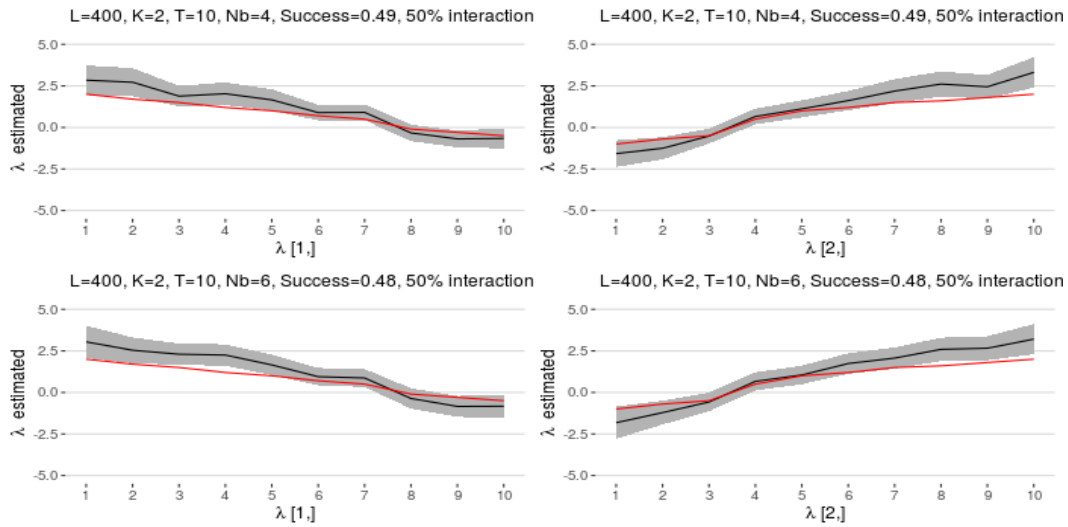 L=400, K=2, T=10, Nb=4, Success=0.49, 50% interaction
λ estimated
5.0
2.5
0.0
-2.5
-5.0
1 2 3 4 5 6 7 8 9 10
λ [1,]
L=400, K=2, T=10, Nb=4, Success=0.49, 50% interaction
λ estimated
5.0
2.5
0.0
-2.5
-5.0
1 2 3 4 5 6 7 8 9 10
λ [2,]
L=400, K=2, T=10, Nb=6, Success=0.48, 50% interaction
λ estimated
5.0
2.5
0.0
-2.5
-5.0
1 2 3 4 5 6 7 8 9 10
λ [1,]
L=400, K=2, T=10, Nb=6, Success=0.48, 50% interaction
λ estimated
5.0
2.5
0.0
-2.5
-5.0
1 2 3 4 5 6 7 8 9 10
λ [2,]